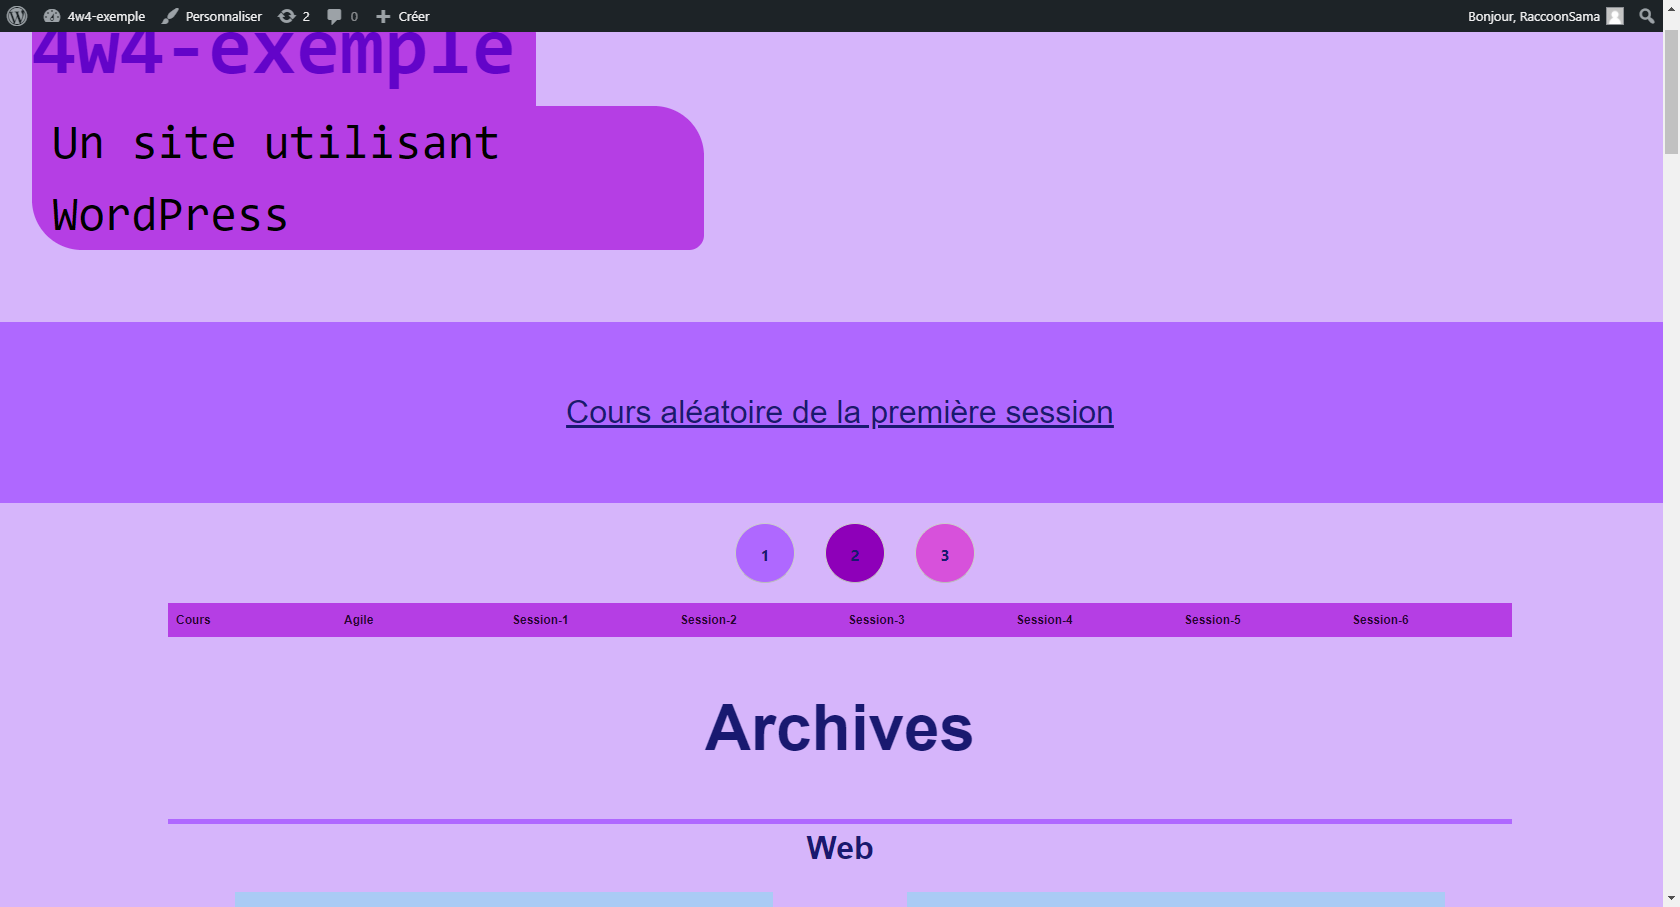 4w4-exemple Personnaliser 2 0 Créer Bonjour, RaccoonSama
4w4-exemple
Un site utilisant
WordPress
Cours aléatoire de la première session
1 2 3
Cours Agile Session-1 Session-2 Session-3 Session-4 Session-5 Session-6
Archives
Web